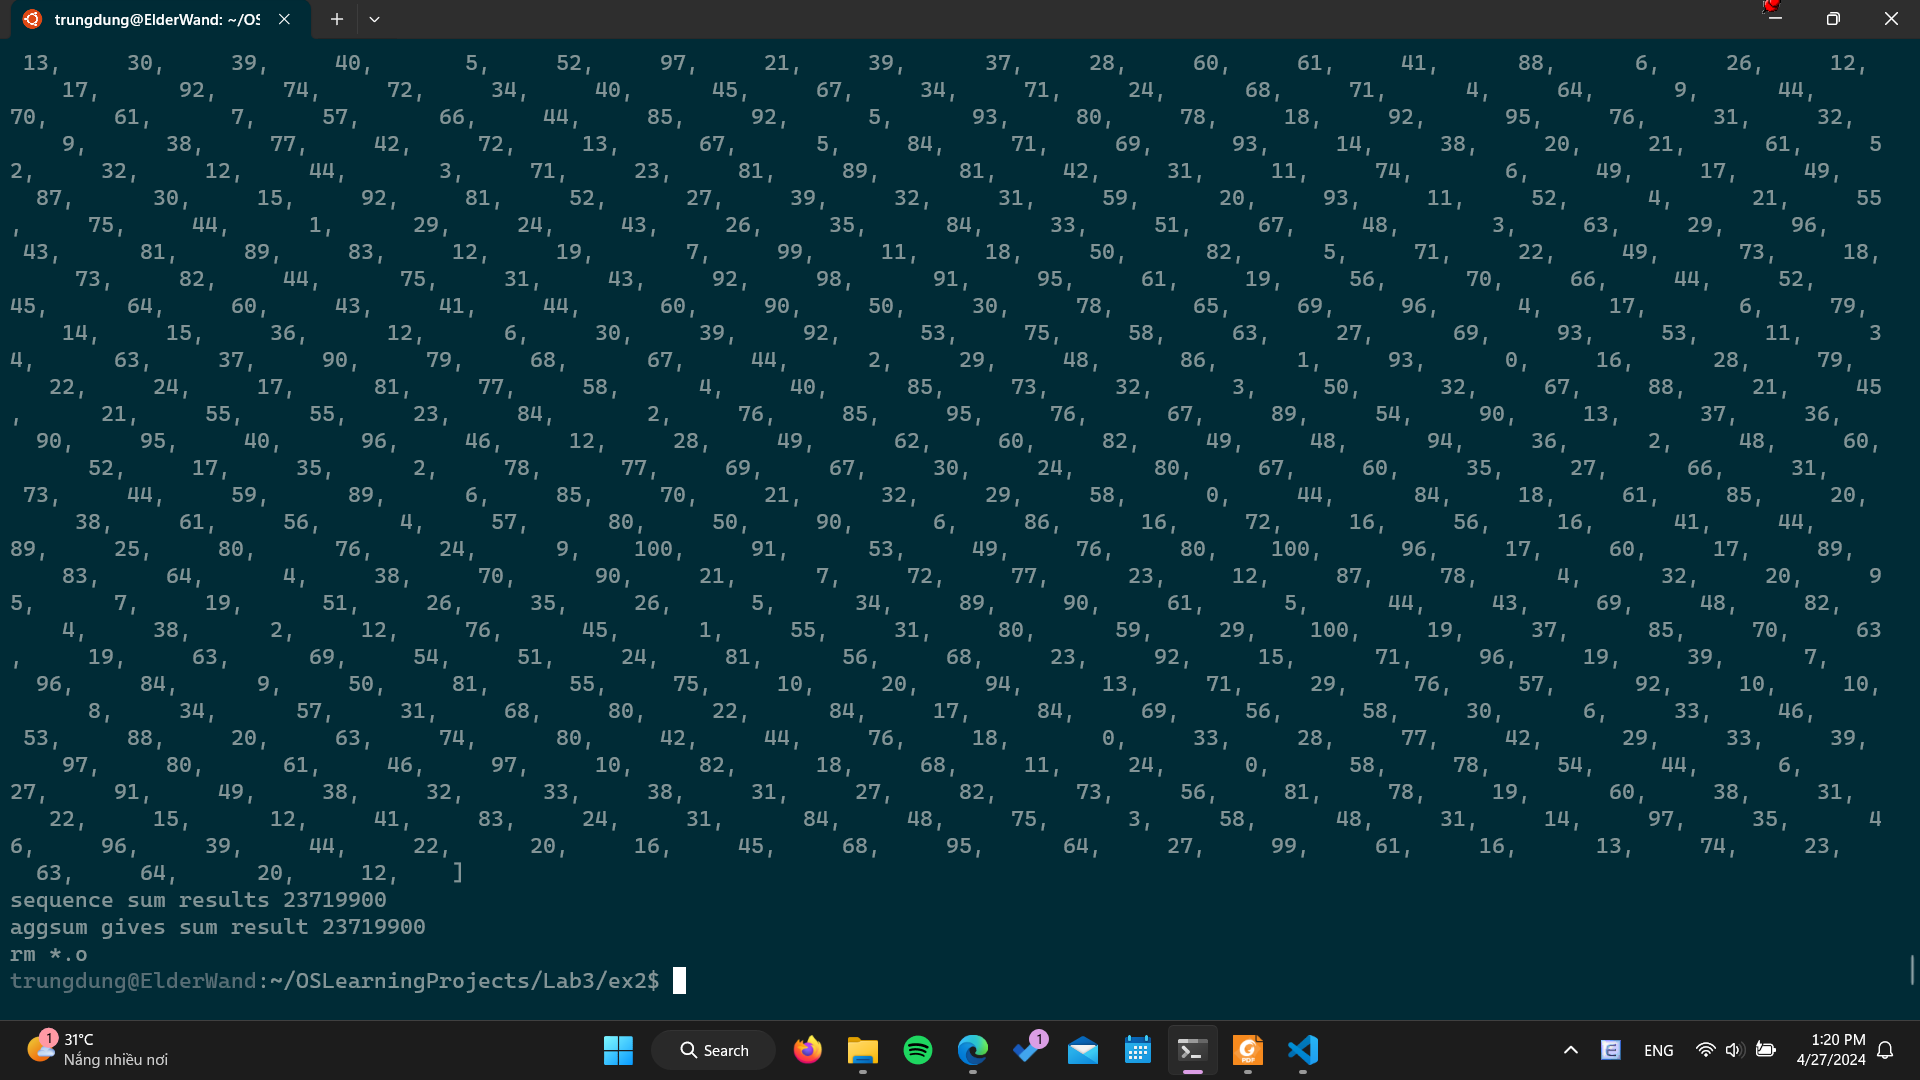 trungdung@ElderWand: ~/OS
13, 30, 39, 40, 5, 52, 97, 21, 39, 37, 28, 60, 61, 41, 88, 6, 26, 12,
17, 92, 74, 72, 34, 40, 45, 67, 34, 71, 24, 68, 71, 4, 64, 9, 44,
70, 61, 7, 57, 66, 44, 85, 92, 5, 93, 80, 78, 18, 92, 95, 76, 31, 32,
9, 38, 77, 42, 72, 13, 67, 5, 84, 71, 69, 93, 14, 38, 20, 21, 61, 5
2, 32, 12, 44, 3, 71, 23, 81, 89, 81, 42, 31, 11, 74, 6, 49, 17, 49,
87, 30, 15, 92, 81, 52, 27, 39, 32, 31, 59, 20, 93, 11, 52, 4, 21, 55
, 75, 44, 1, 29, 24, 43, 26, 35, 84, 33, 51, 67, 48, 3, 63, 29, 96,
43, 81, 89, 83, 12, 19, 7, 99, 11, 18, 50, 82, 5, 71, 22, 49, 73, 18,
73, 82, 44, 75, 31, 43, 92, 98, 91, 95, 61, 19, 56, 70, 66, 44, 52,
45, 64, 60, 43, 41, 44, 60, 90, 50, 30, 78, 65, 69, 96, 4, 17, 6, 79,
14, 15, 36, 12, 6, 30, 39, 92, 53, 75, 58, 63, 27, 69, 93, 53, 11, 3
4, 63, 37, 90, 79, 68, 67, 44, 2, 29, 48, 86, 1, 93, 0, 16, 28, 79,
22, 24, 17, 81, 77, 58, 4, 40, 85, 73, 32, 3, 50, 32, 67, 88, 21, 45
, 21, 55, 55, 23, 84, 2, 76, 85, 95, 76, 67, 89, 54, 90, 13, 37, 36,
90, 95, 40, 96, 46, 12, 28, 49, 62, 60, 82, 49, 48, 94, 36, 2, 48, 60,
52, 17, 35, 2, 78, 77, 69, 67, 30, 24, 80, 67, 60, 35, 27, 66, 31,
73, 44, 59, 89, 6, 85, 70, 21, 32, 29, 58, 0, 44, 84, 18, 61, 85, 20,
38, 61, 56, 4, 57, 80, 50, 90, 6, 86, 16, 72, 16, 56, 16, 41, 44,
89, 25, 80, 76, 24, 9, 100, 91, 53, 49, 76, 80, 100, 96, 17, 60, 17, 89,
83, 64, 4, 38, 70, 90, 21, 7, 72, 77, 23, 12, 87, 78, 4, 32, 20, 9
5, 7, 19, 51, 26, 35, 26, 5, 34, 89, 90, 61, 5, 44, 43, 69, 48, 82,
4, 38, 2, 12, 76, 45, 1, 55, 31, 80, 59, 29, 100, 19, 37, 85, 70, 63
, 19, 63, 69, 54, 51, 24, 81, 56, 68, 23, 92, 15, 71, 96, 19, 39, 7,
96, 84, 9, 50, 81, 55, 75, 10, 20, 94, 13, 71, 29, 76, 57, 92, 10, 10,
8, 34, 57, 31, 68, 80, 22, 84, 17, 84, 69, 56, 58, 30, 6, 33, 46,
53, 88, 20, 63, 74, 80, 42, 44, 76, 18, 0, 33, 28, 77, 42, 29, 33, 39,
97, 80, 61, 46, 97, 10, 82, 18, 68, 11, 24, 0, 58, 78, 54, 44, 6,
27, 91, 49, 38, 32, 33, 38, 31, 27, 82, 73, 56, 81, 78, 19, 60, 38, 31,
22, 15, 12, 41, 83, 24, 31, 84, 48, 75, 3, 58, 48, 31, 14, 97, 35, 4
6, 96, 39, 44, 22, 20, 16, 45, 68, 95, 64, 27, 99, 61, 16, 13, 74, 23,
63, 64, 20, 12, ]
sequence sum results 23719900
aggsum gives sum result 23719900
rm *.o
trungdung@ElderWand:~/OSLearningProjects/Lab3/ex2$
1
31°C
Nắng nhiều nơi
Search
1
PDF
ENG
1:20 PM
4/27/2024